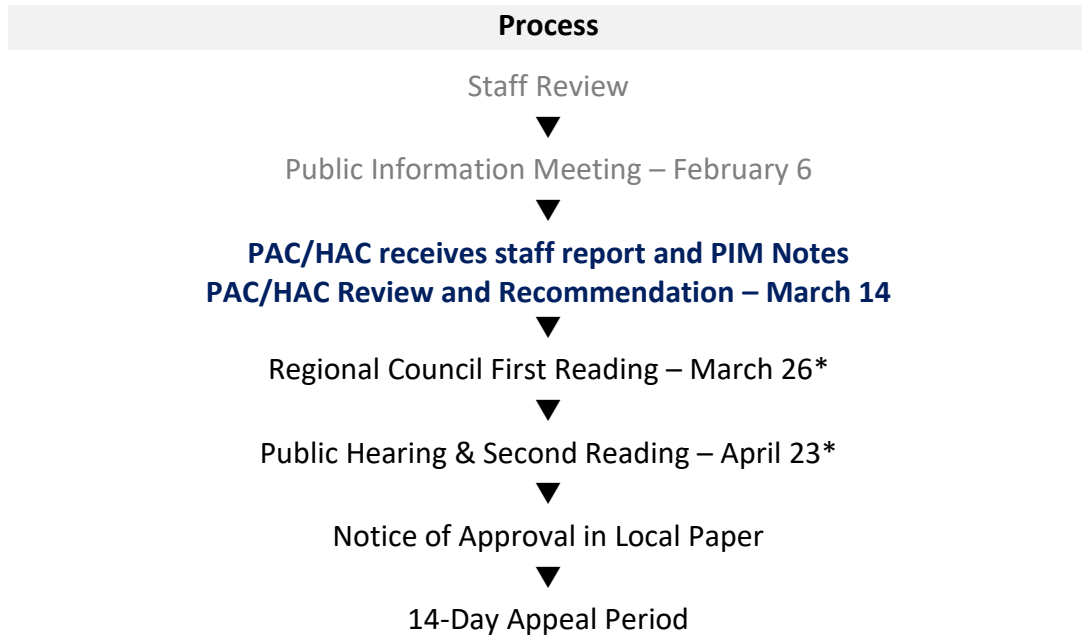 Process
Staff Review
Public Information Meeting – February 6
PAC/HAC receives staff report and PIM Notes
PAC/HAC Review and Recommendation – March 14
Regional Council First Reading – March 26*
Public Hearing & Second Reading – April 23*
Notice of Approval in Local Paper
14-Day Appeal Period